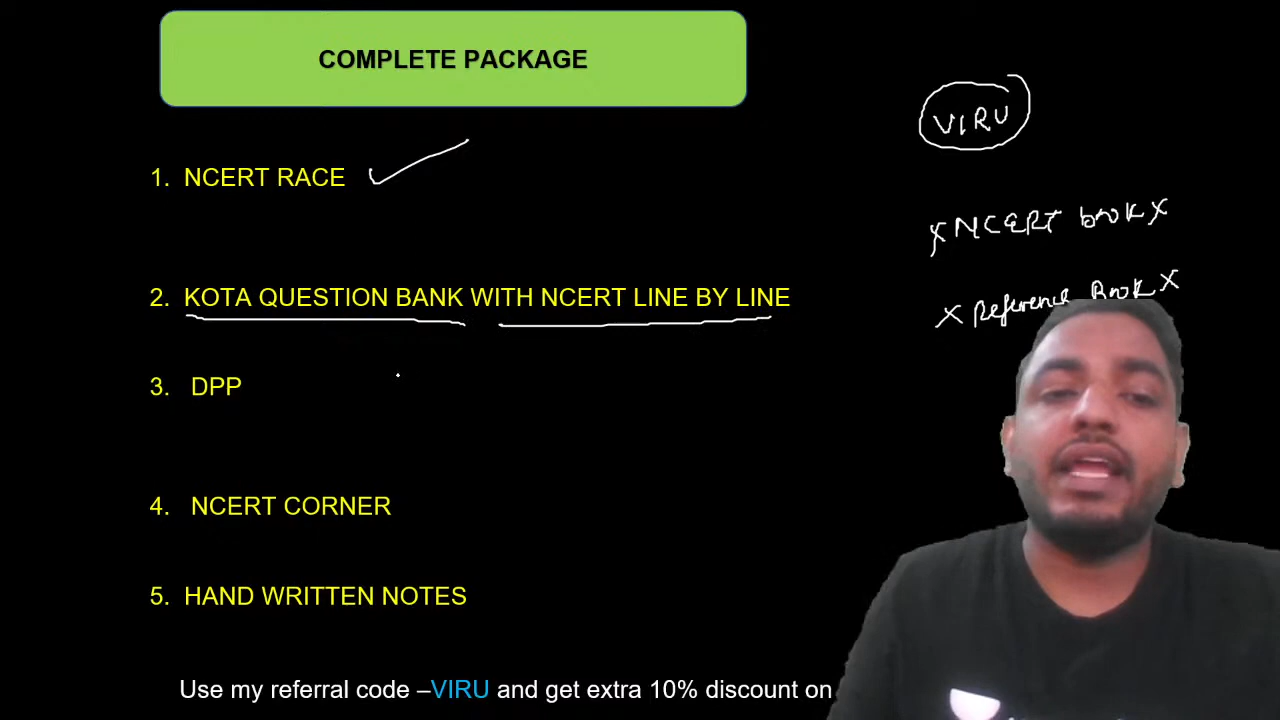 COMPLETE PACKAGE
VIRU
1. NCERT RACE
x NCERT book x
2. KOTA QUESTION BANK WITH NCERT LINE BY LINE
x Reference Book x
3. DPP
4. NCERT CORNER
5. HAND WRITTEN NOTES
Use my referral code –VIRU and get extra 10% discount on